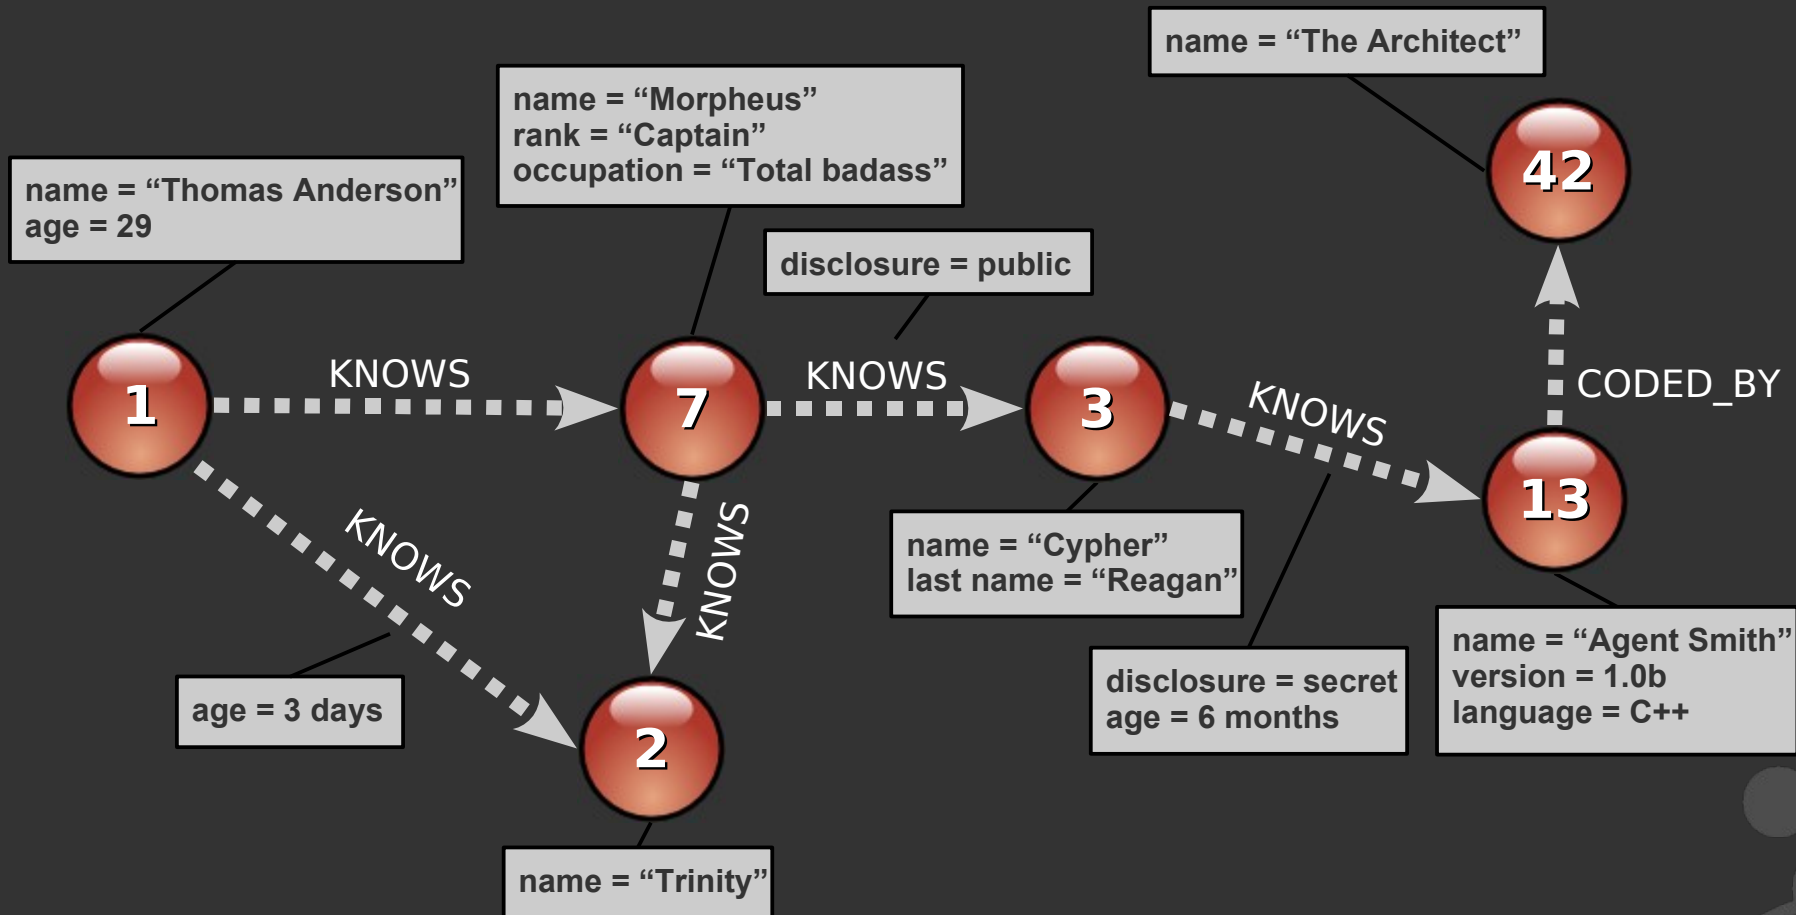 name = “The Architect”
name = “Morpheus”
rank = “Captain”
occupation = “Total badass”
42
name = “Thomas Anderson”
age = 29
disclosure = public
1
KNOWS
7
KNOWS
3
KNOWS
CODED_BY
13
KNOWS
KNOWS
name = “Cypher”
last name = “Reagan”
age = 3 days
2
disclosure = secret
age = 6 months
name = “Agent Smith”
version = 1.0b
language = C++
name = “Trinity”